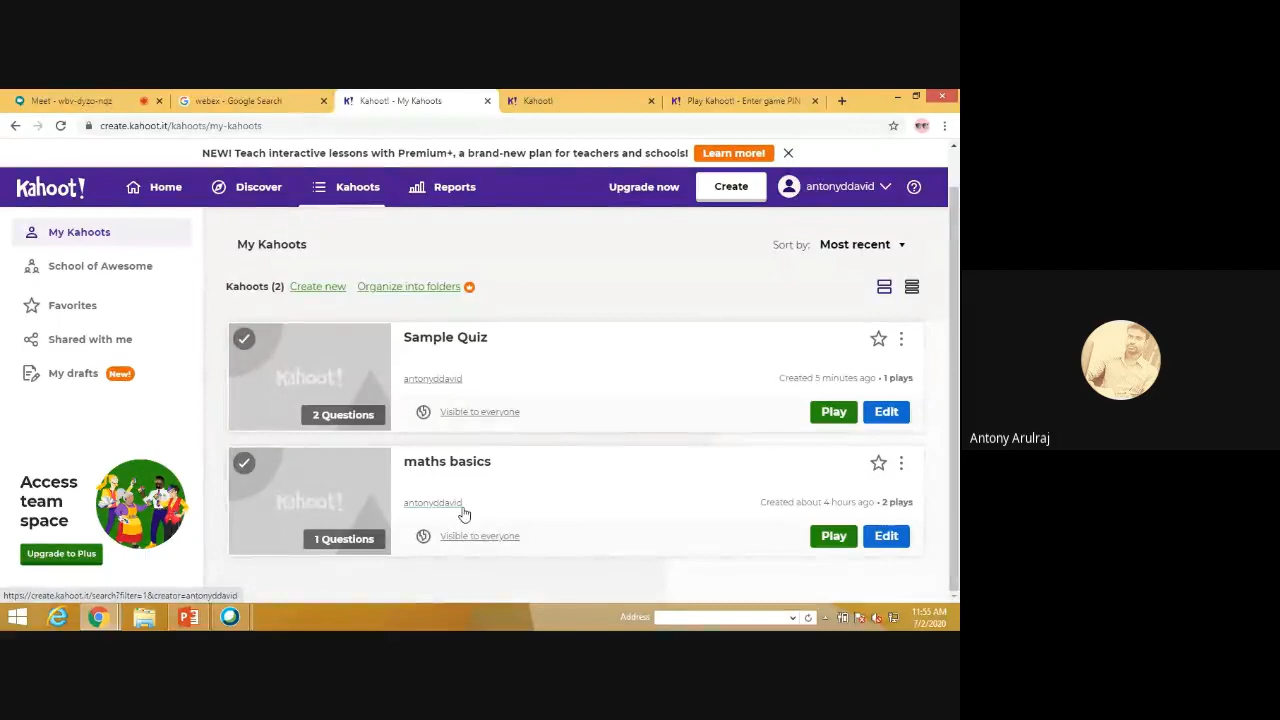 Meet - wbv-dyzo-nqz
webex - Google Search
Kahoot! - My Kahoots
Kahoot!
Play Kahoot! - Enter game PIN
create.kahoot.it/kahoots/my-kahoots
NEW! Teach interactive lessons with Premium+, a brand-new plan for teachers and schools! Learn more!
Kahoot! Home Discover Kahoots Reports Upgrade now Create antonyddavid
My Kahoots
School of Awesome
Favorites
Shared with me
My drafts New!
Access
team
space
Upgrade to Plus
My Kahoots
Sort by: Most recent
Kahoots (2) Create new Organize into folders
Kahoot!
2 Questions
Sample Quiz
antonyddavid
Created 5 minutes ago • 1 plays
Visible to everyone
Play Edit
Kahoot!
1 Questions
maths basics
antonyddavid
Created about 4 hours ago • 2 plays
Visible to everyone
Play Edit
https://create.kahoot.it/search?filter=1&creator=antonyddavid
Address
11:55 AM
7/2/2020
Antony Arulraj